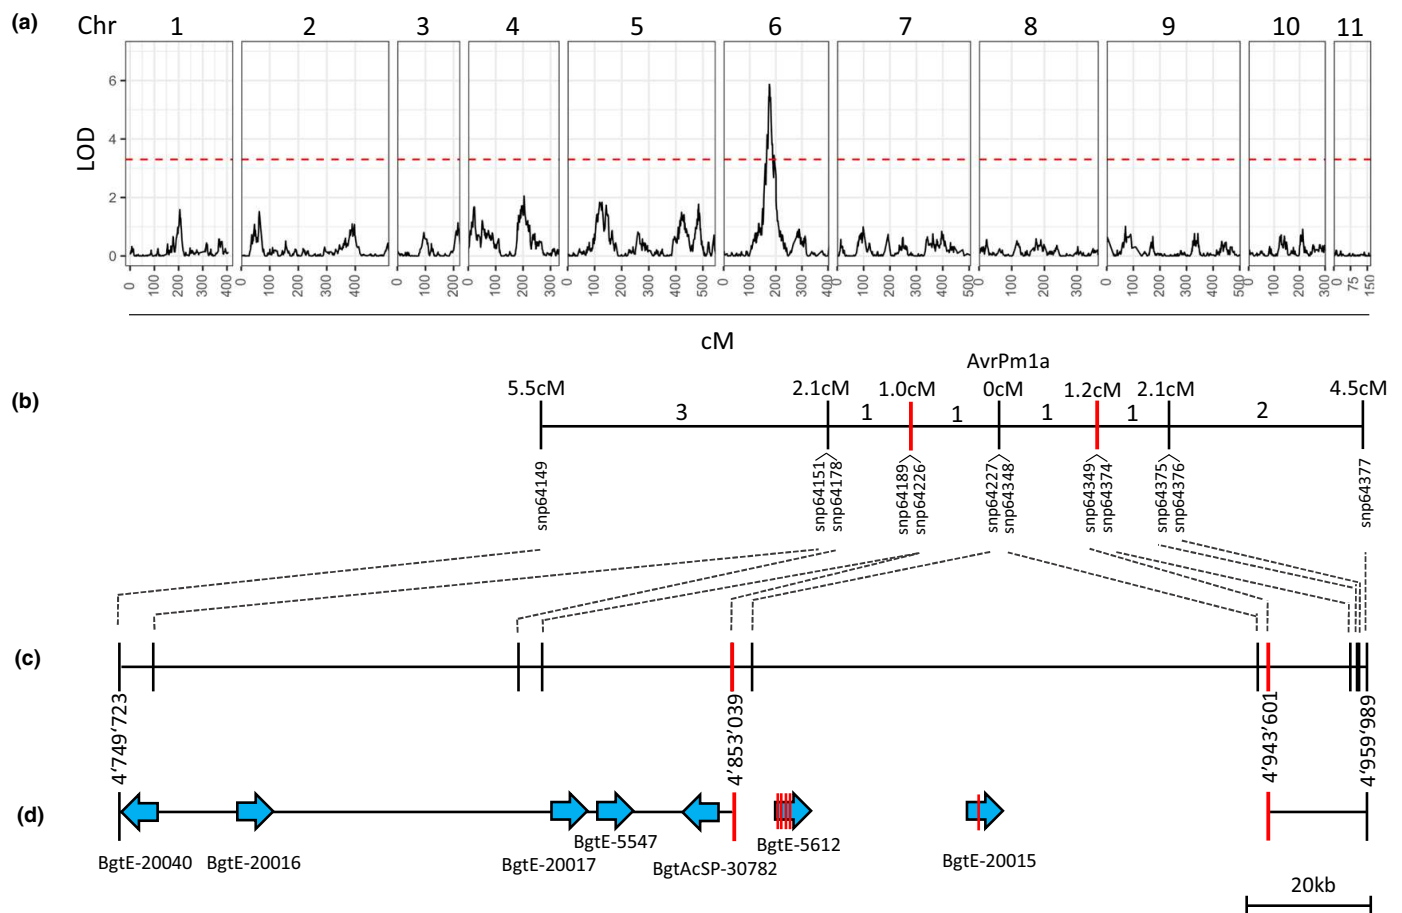 (a)
Chr 1 2 3 4 5 6 7 8 9 10 11
LOD
6
4
2
0
0 100 200 300 400 0 100 200 300 400 0 100 200 0 100 200 300 0 100 200 300 400 500 0 100 200 300 400 0 100 200 300 400 500 0 100 200 300 0 100 200 300 400 500 0 100 200 300 0 75 150
cM
AvrPm1a
(b)
5.5cM 2.1cM 1.0cM 0cM 1.2cM 2.1cM 4.5cM
3 1 1 1 1 2
snp64149
snp64151
snp64178
snp64189
snp64226
snp64227
snp64348
snp64349
snp64374
snp64375
snp64376
snp64377
(c)
4'749'723
4'853'039
4'943'601
4'959'989
(d)
BgtE-20040
BgtE-20016
BgtE-20017
BgtE-5547
BgtAcSP-30782
BgtE-5612
BgtE-20015
20kb